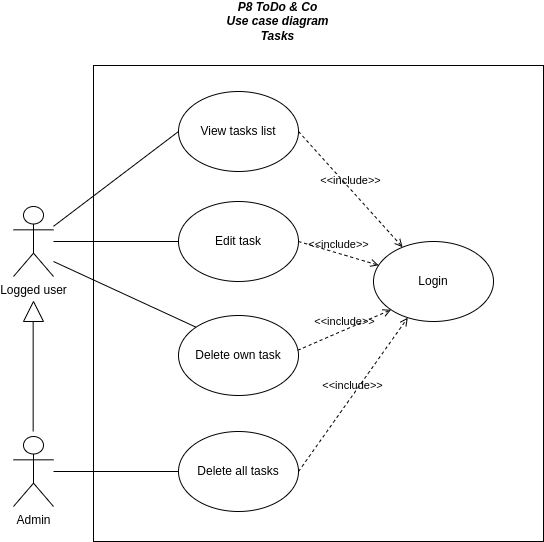 P8 ToDo & Co
Use case diagram
Tasks
View tasks list
<<include>>
Edit task
<<include>>
Logged user
Login
<<include>>
Delete own task
<<include>>
Delete all tasks
Admin